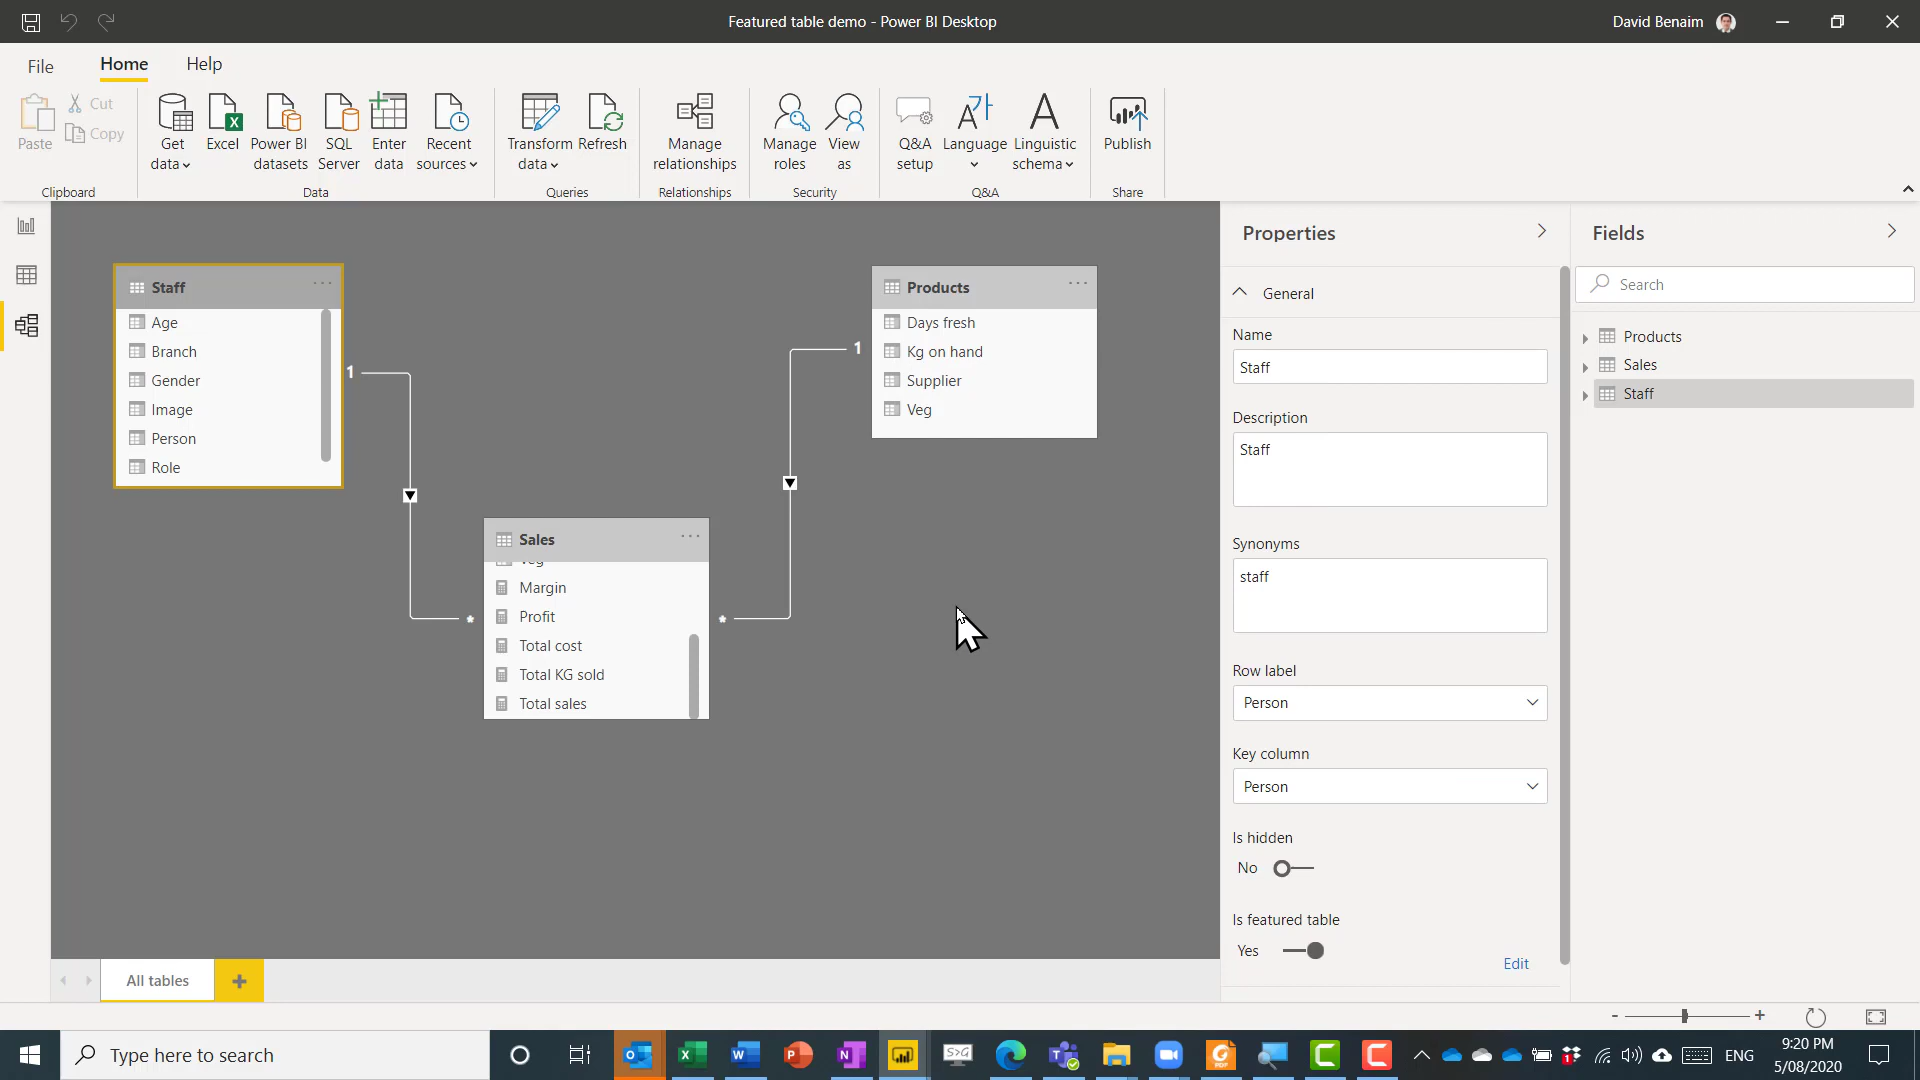 Featured table demo - Power BI Desktop
David Benaim
File
Home
Help
Paste
Cut
Copy
Clipboard
Get data
Excel
Power BI datasets
SQL Server
Enter data
Recent sources
Data
Transform data
Refresh
Queries
Manage relationships
Relationships
Manage roles
View as
Security
Q&A setup
Language
Linguistic schema
Q&A
Publish
Share
Staff
Age
Branch
Gender
Image
Person
Role
1
*
Products
Days fresh
Kg on hand
Supplier
Veg
1
*
Sales
Veg
Margin
Profit
Total cost
Total KG sold
Total sales
Properties
General
Name
Staff
Description
Staff
Synonyms
staff
Row label
Person
Key column
Person
Is hidden
No
Is featured table
Yes
Edit
Fields
Search
Products
Sales
Staff
All tables
Type here to search
ENG
9:20 PM
5/08/2020